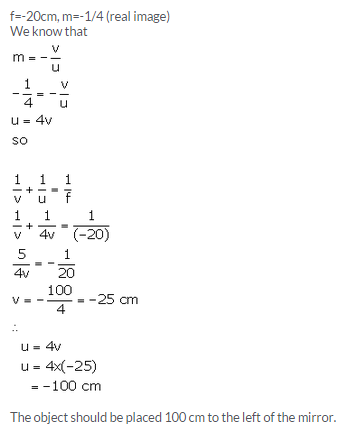 f=-20cm, m=-1/4 (real image)
We know that
m = - v/u
- 1/4 = - v/u
u = 4v
so
1/v + 1/u = 1/f
1/v + 1/4v = 1/(-20)
5/4v = - 1/20
v = - 100/4 = -25 cm
∴
u = 4v
u = 4x(-25)
= -100 cm
The object should be placed 100 cm to the left of the mirror.